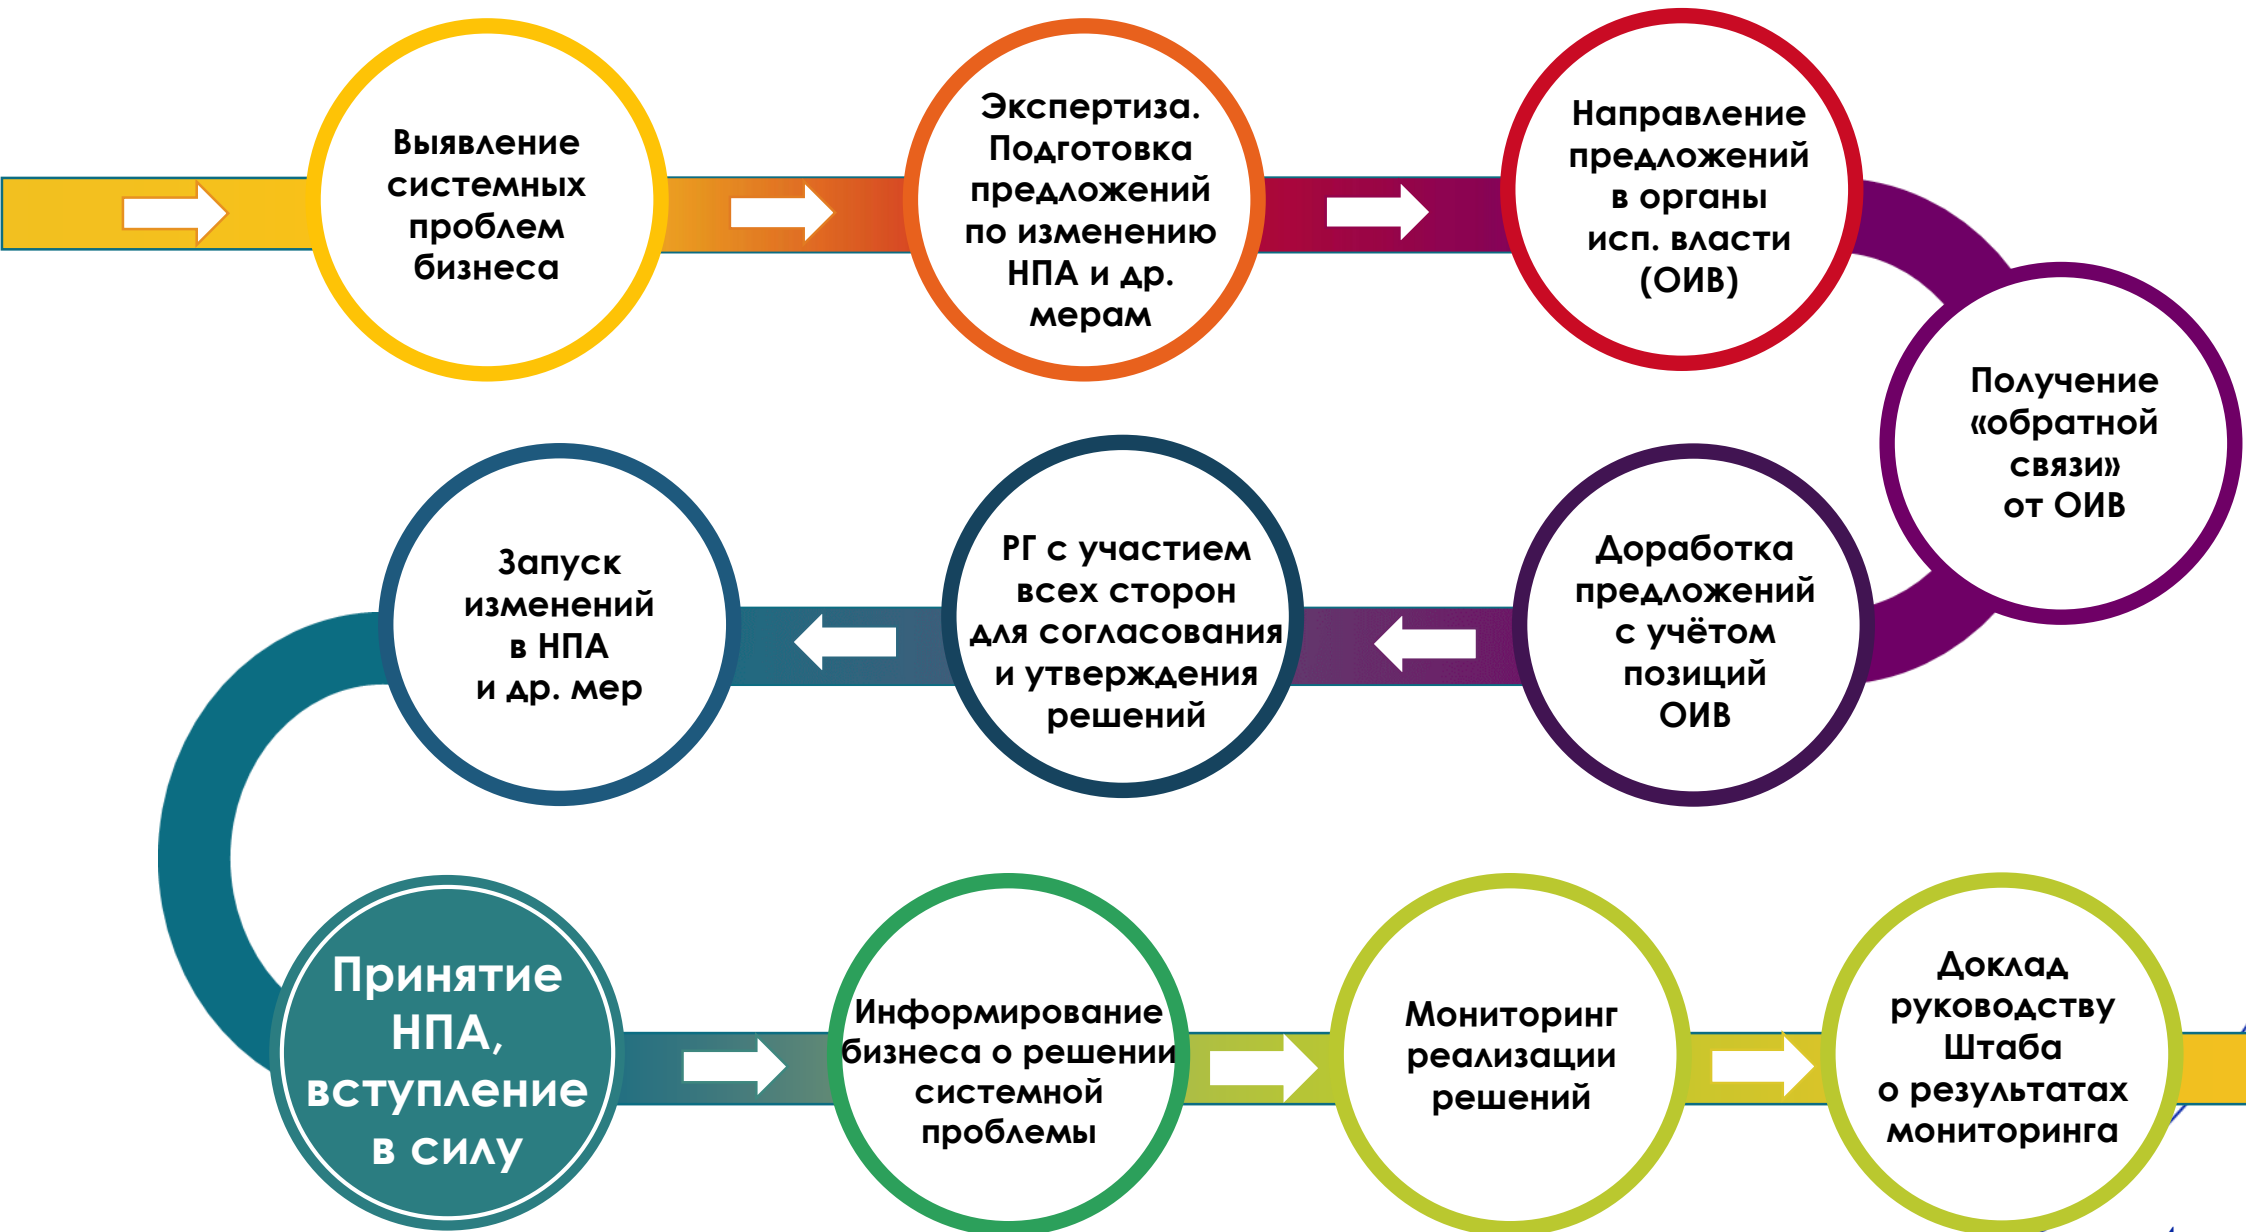 Выявление
системных
проблем
бизнеса
Экспертиза.
Подготовка
предложений
по изменению
НПА и др.
мерам
Направление
предложений
в органы
исп. власти
(ОИВ)
Получение
«обратной
связи»
от ОИВ
Доработка
предложений
с учётом
позиций
ОИВ
РГ с участием
всех сторон
для согласования
и утверждения
решений
Запуск
изменений
в НПА
и др. мер
Принятие
НПА,
вступление
в силу
Информирование
бизнеса о решении
системной
проблемы
Мониторинг
реализации
решений
Доклад
руководству
Штаба
о результатах
мониторинга